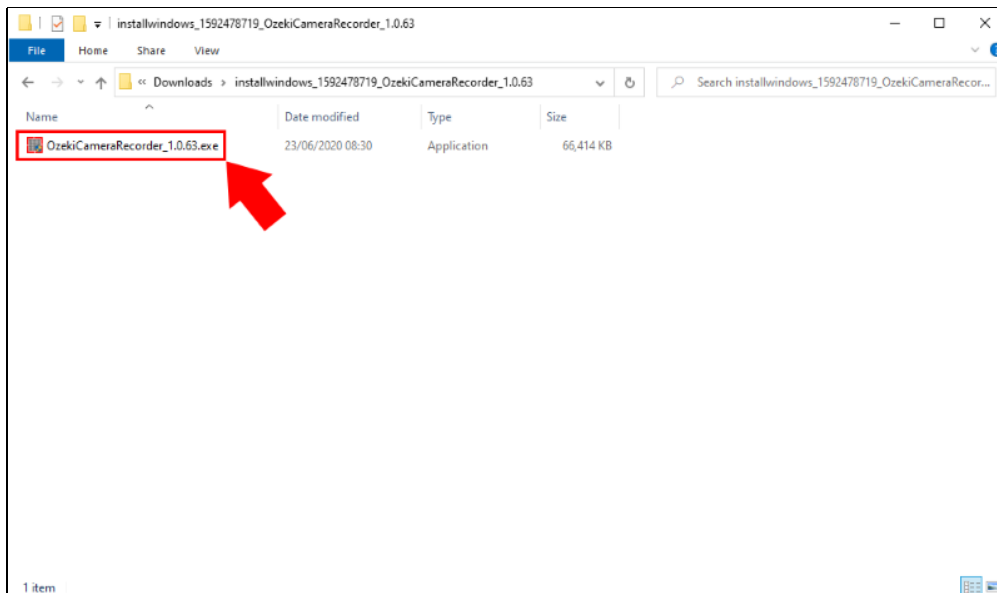 installwindows_1592478719_OzekiCameraRecorder_1.0.63
File Home Share View
« Downloads › installwindows_1592478719_OzekiCameraRecorder_1.0.63 Search installwindows_1592478719_OzekiCameraRecor...
Name Date modified Type Size
OzekiCameraRecorder_1.0.63.exe 23/06/2020 08:30 Application 66,414 KB
1 item